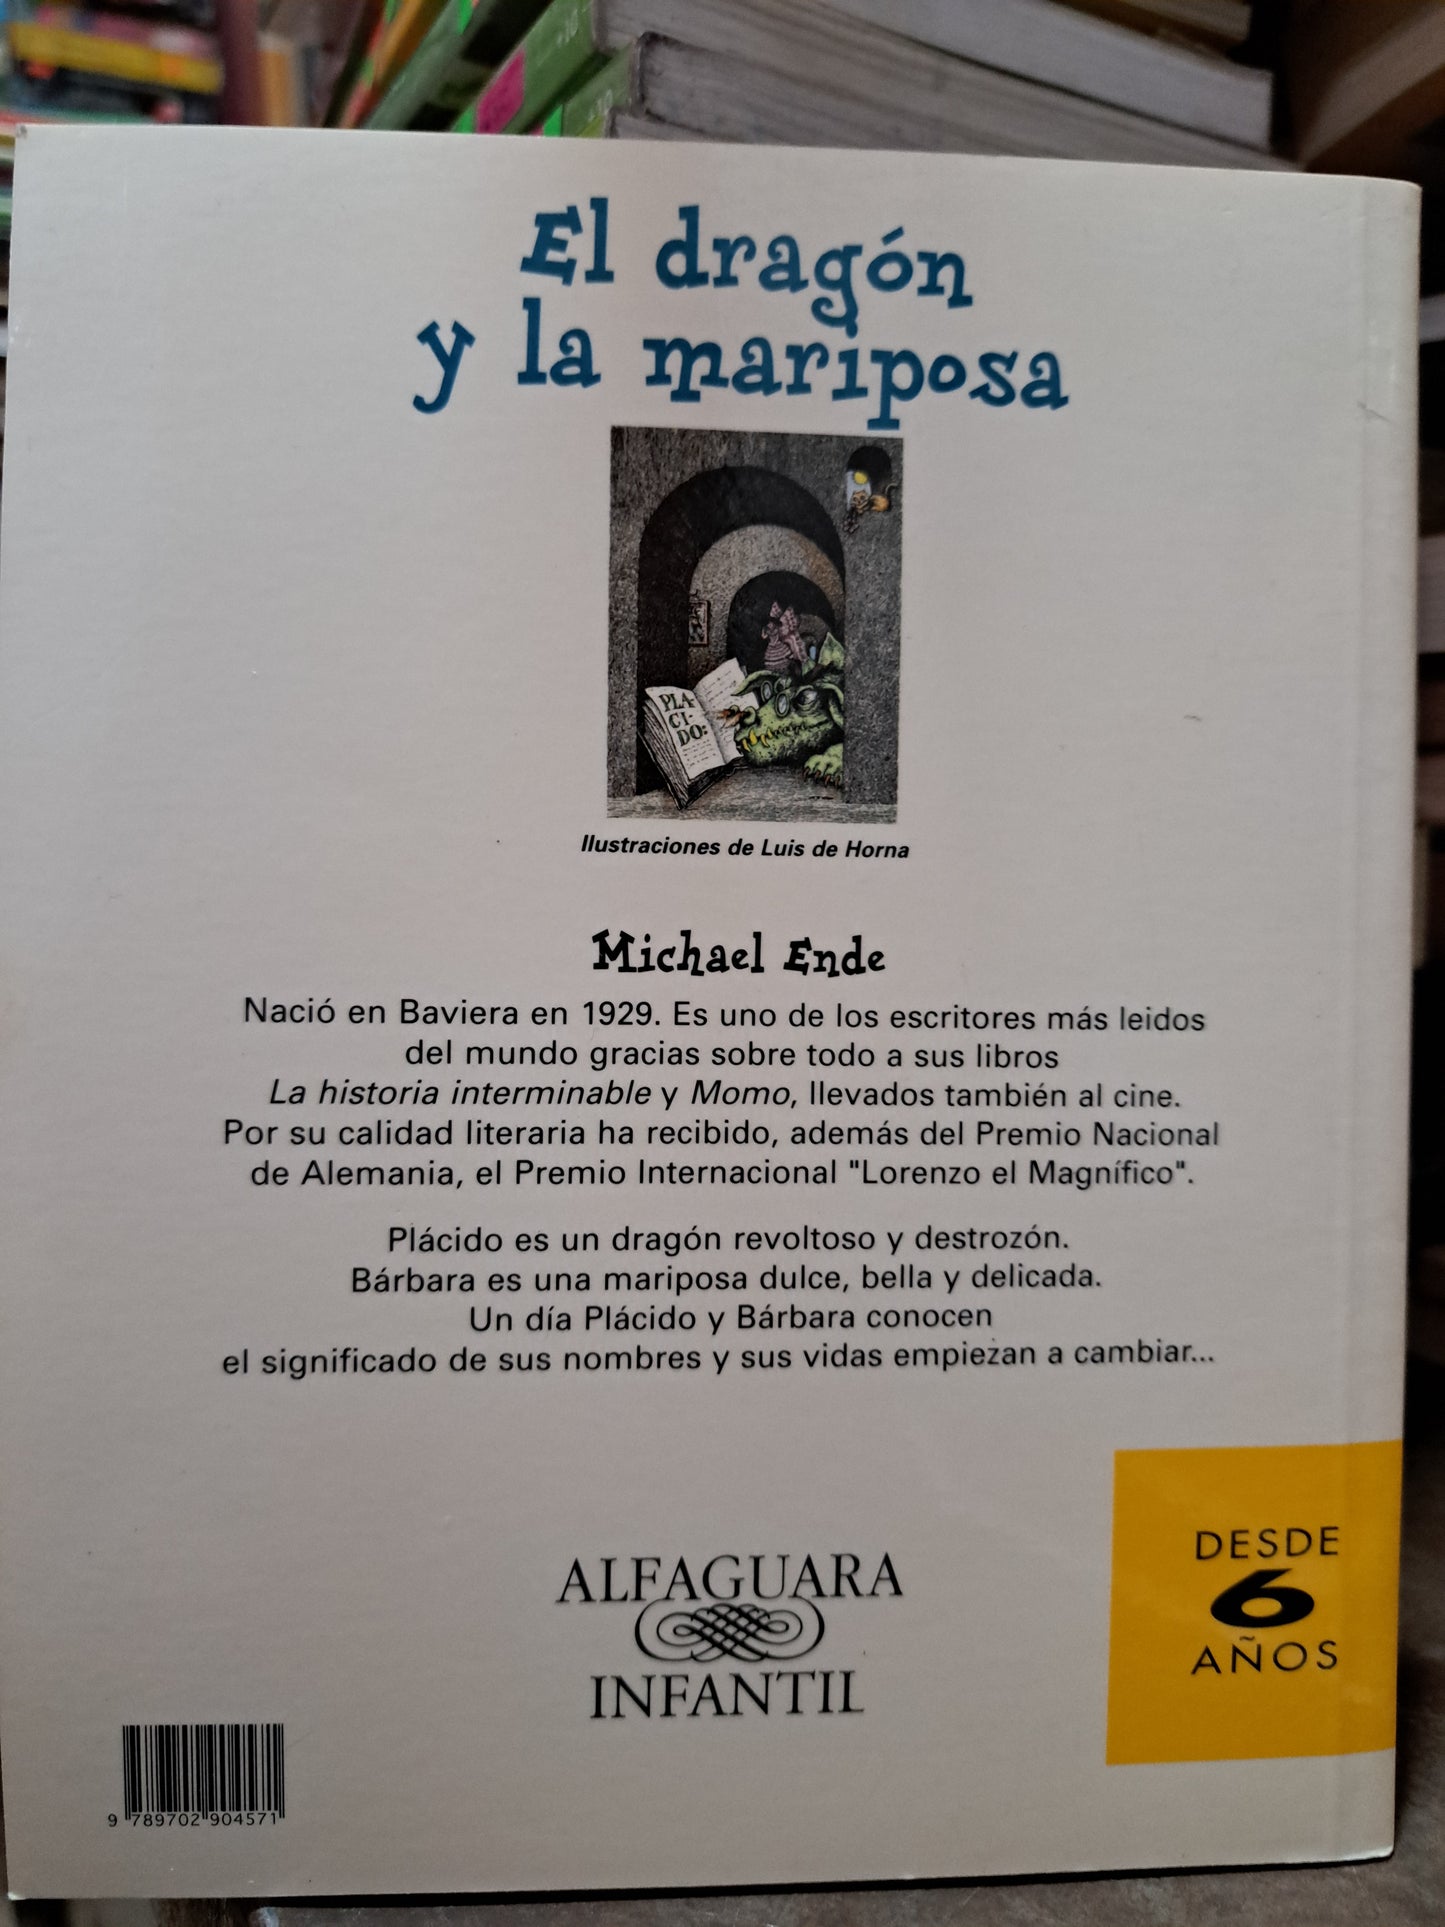 El dragón
y la mariposa
PLA-
CI-
DO:
Ilustraciones de Luis de Horna
Michael Ende
Nació en Baviera en 1929. Es uno de los escritores más leidos
del mundo gracias sobre todo a sus libros
La historia interminable y Momo, llevados también al cine.
Por su calidad literaria ha recibido, además del Premio Nacional
de Alemania, el Premio Internacional "Lorenzo el Magnífico".
Plácido es un dragón revoltoso y destrozón.
Bárbara es una mariposa dulce, bella y delicada.
Un día Plácido y Bárbara conocen
el significado de sus nombres y sus vidas empiezan a cambiar...
DESDE
6
AÑOS
ALFAGUARA
INFANTIL
9 789702 904571